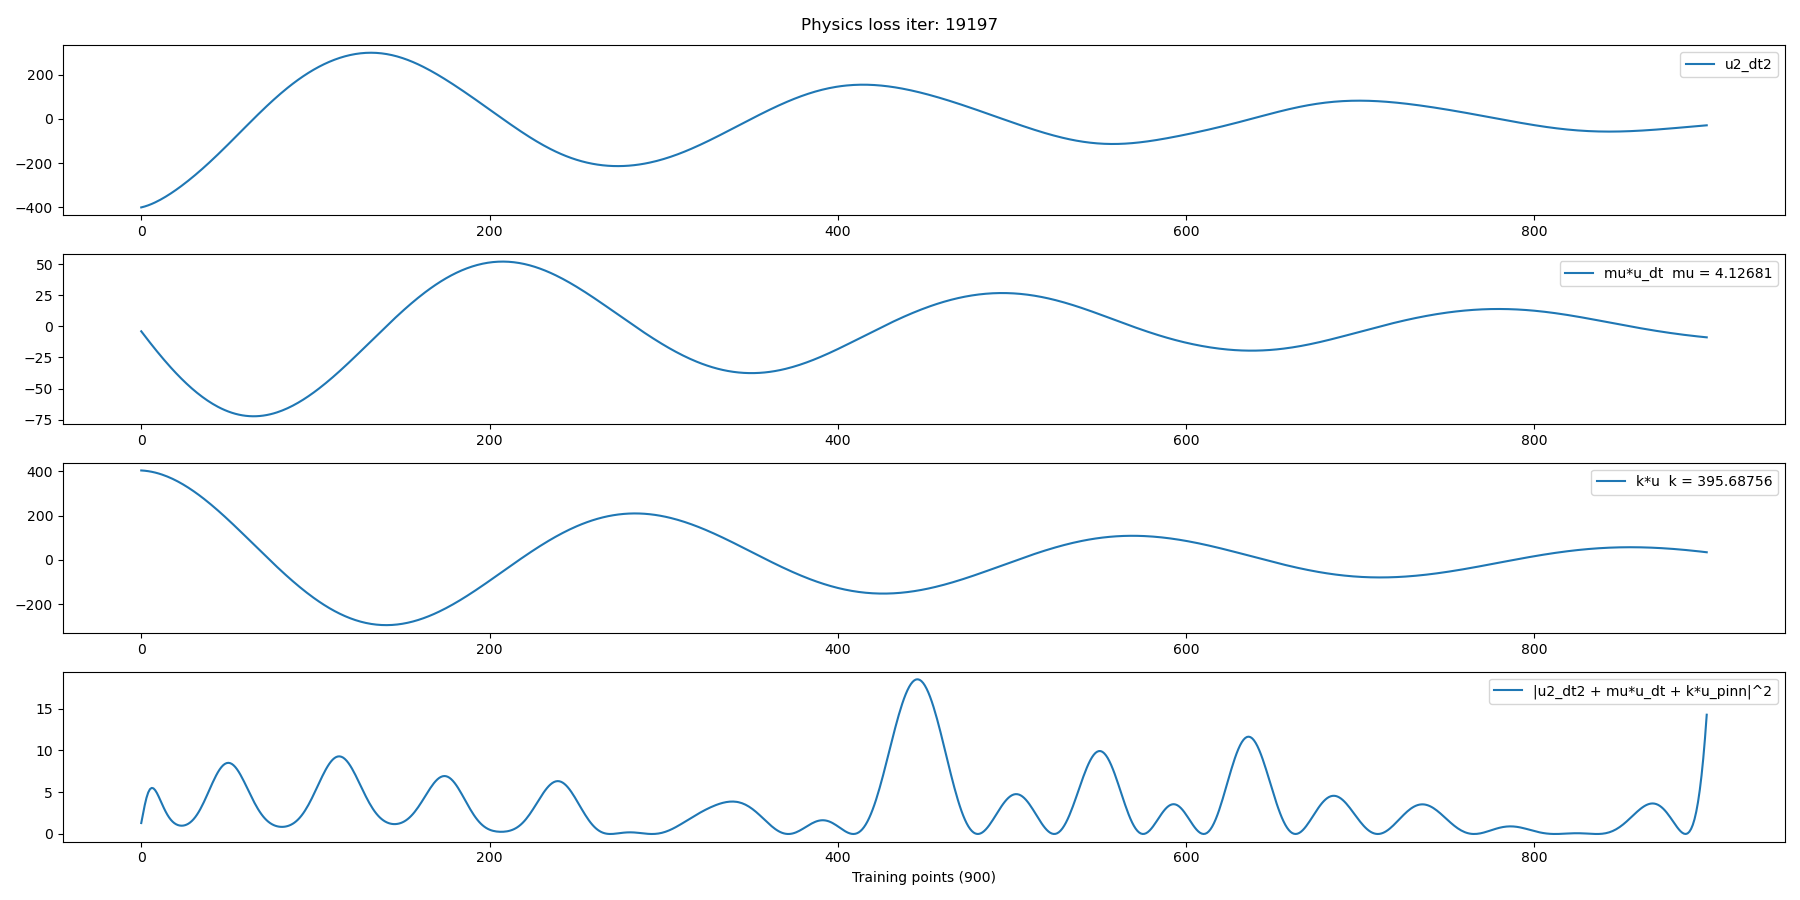 Physics loss iter: 19197
200
0
−200
−400
u2_dt2
0 200 400 600 800
50
25
0
−25
−50
−75
mu*u_dt mu = 4.12681
0 200 400 600 800
400
200
0
−200
k*u k = 395.68756
0 200 400 600 800
15
10
5
0
|u2_dt2 + mu*u_dt + k*u_pinn|^2
0 200 400 600 800
Training points (900)